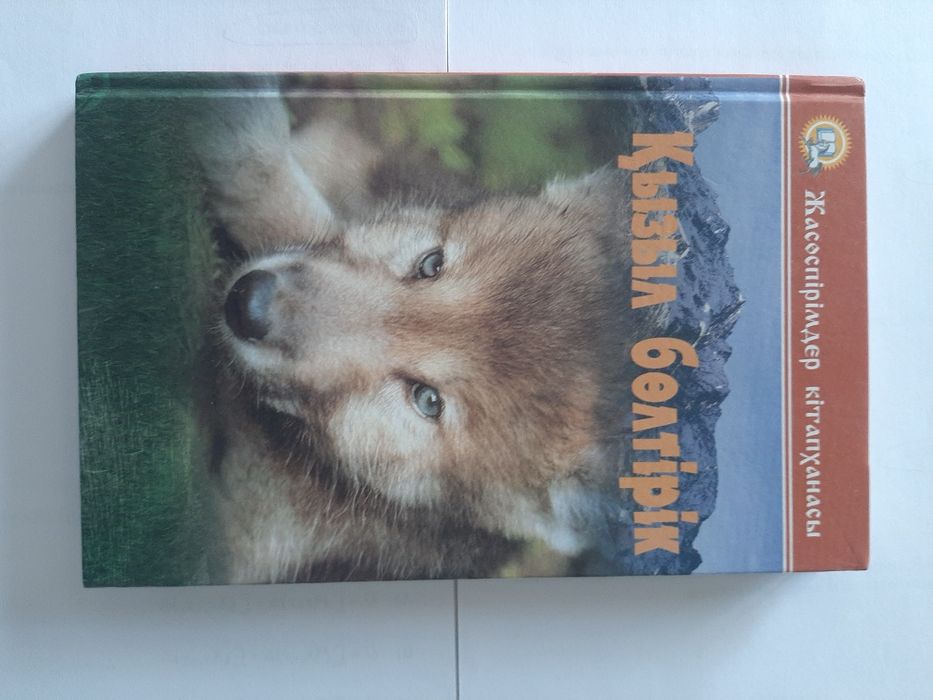 Жасөспірімдер кітапханасы
Қызыл бөлтірік